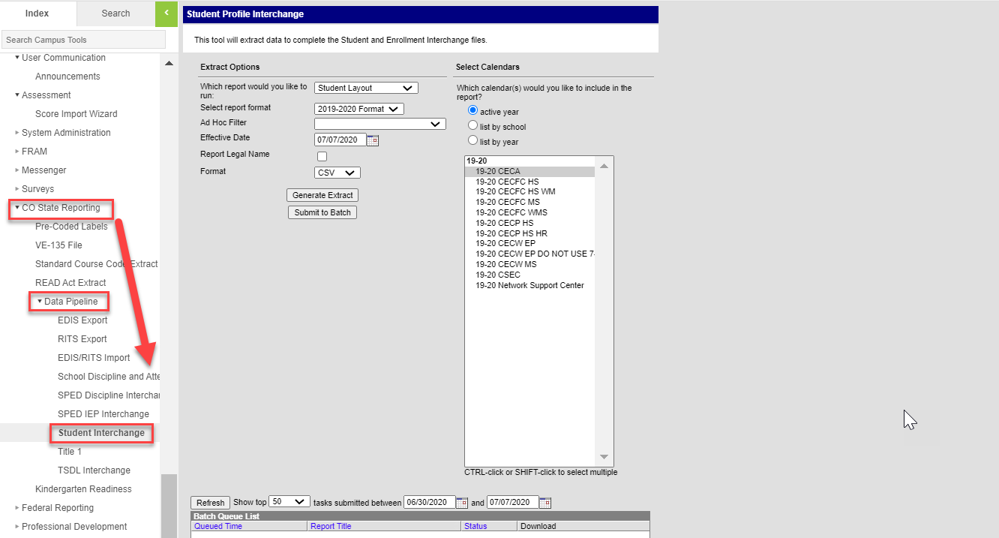 Index
Search
Search Campus Tools
User Communication
Announcements
Assessment
Score Import Wizard
System Administration
FRAM
Messenger
Surveys
CO State Reporting
Pre-Coded Labels
VE-135 File
Standard Course Code Extract
READ Act Extract
Data Pipeline
EDIS Export
RITS Export
EDIS/RITS Import
School Discipline and Atte
SPED Discipline Interchar
SPED IEP Interchange
Student Interchange
Title 1
TSDL Interchange
Kindergarten Readiness
Federal Reporting
Professional Development
Student Profile Interchange
This tool will extract data to complete the Student and Enrollment Interchange files.
Extract Options
Which report would you like to
run:
Student Layout
Select report format
2019-2020 Format
Ad Hoc Filter
Effective Date
07/07/2020
Report Legal Name
Format
CSV
Generate Extract
Submit to Batch
Select Calendars
Which calendar(s) would you like to include in the
report?
active year
list by school
list by year
19-20
19-20 CECA
19-20 CECFC HS
19-20 CECFC HS WM
19-20 CECFC MS
19-20 CECFC WMS
19-20 CECP HS
19-20 CECP HS HR
19-20 CECW EP
19-20 CECW EP DO NOT USE 7-
19-20 CECW MS
19-20 CSEC
19-20 Network Support Center
CTRL-click or SHIFT-click to select multiple
Refresh Show top 50 tasks submitted between 06/30/2020 and 07/07/2020
Batch Queue List
Queued Time Report Title Status Download